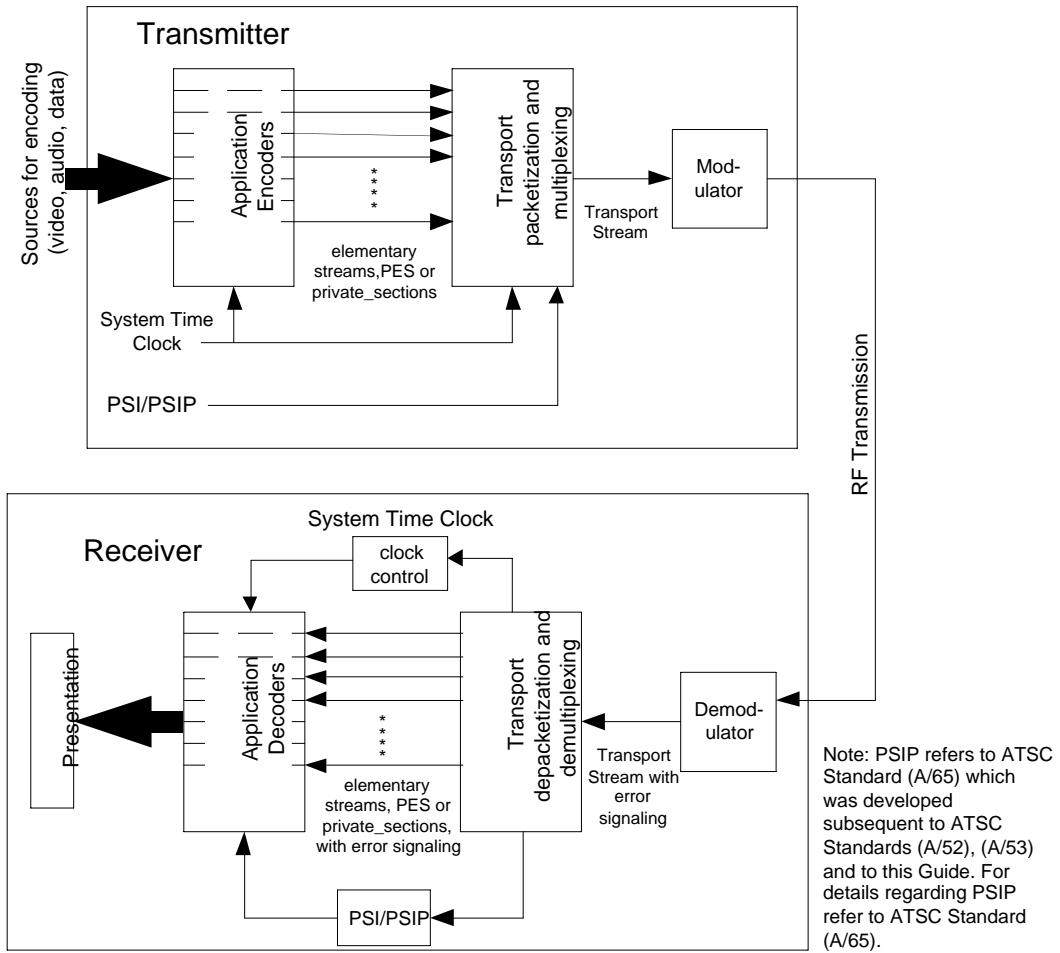 Transmitter
Sources for encoding
(video, audio, data)
Application
Encoders
* * * *
elementary
streams,PES or
private_sections
Transport
packetization and
multiplexing
Transport
Stream
Mod-
ulator
System Time
Clock
PSI/PSIP
RF Transmission
Receiver
System Time Clock
clock
control
Presentation
Application
Decoders
* * * *
elementary
streams, PES or
private_sections,
with error signaling
Transport
depacketization and
demultiplexing
Transport
Stream with
error
signaling
Demod-
ulator
PSI/PSIP
Note: PSIP refers to ATSC
Standard (A/65) which
was developed
subsequent to ATSC
Standards (A/52), (A/53)
and to this Guide. For
details regarding PSIP
refer to ATSC Standard
(A/65).